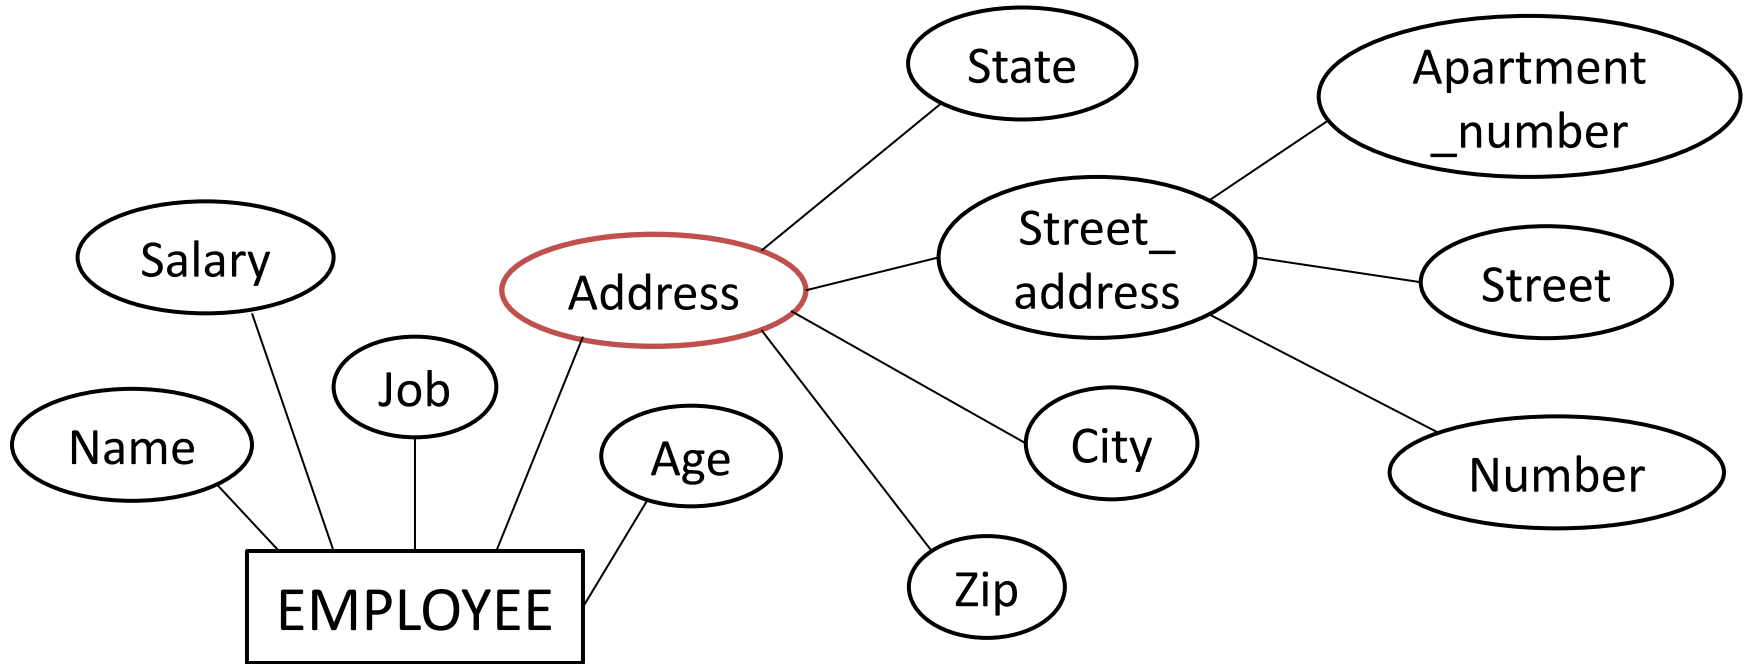 State
Apartment
_number
Salary
Address
Street_
address
Street
Name
Job
Age
City
Number
EMPLOYEE
Zip